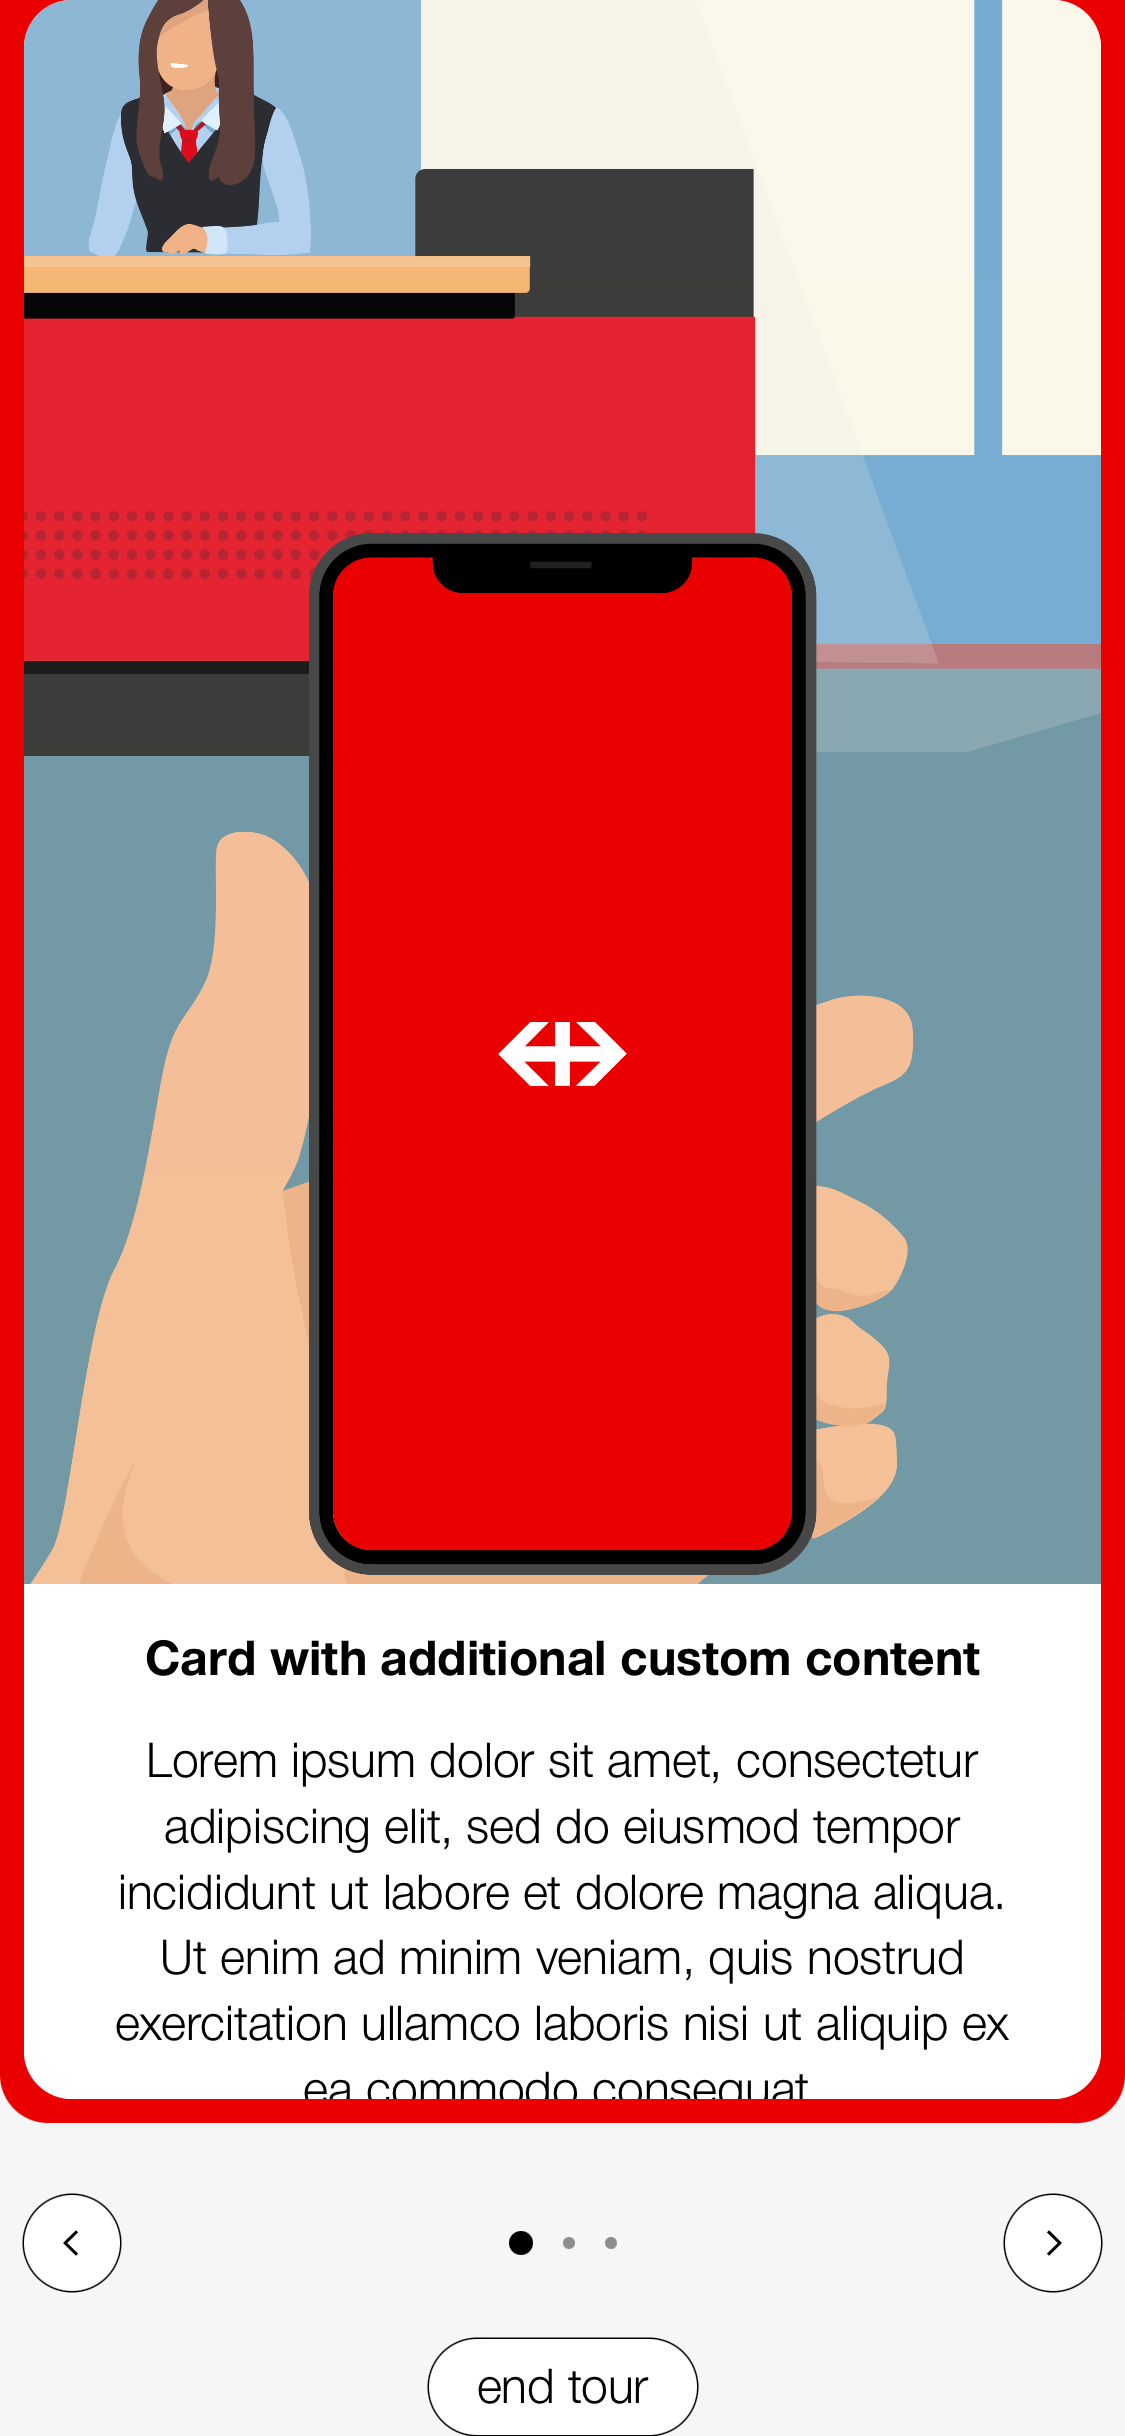 Card with additional custom content
Lorem ipsum dolor sit amet, consectetur
adipiscing elit, sed do eiusmod tempor
incididunt ut labore et dolore magna aliqua.
Ut enim ad minim veniam, quis nostrud
exercitation ullamco laboris nisi ut aliquip ex
ea commodo consequat
end tour